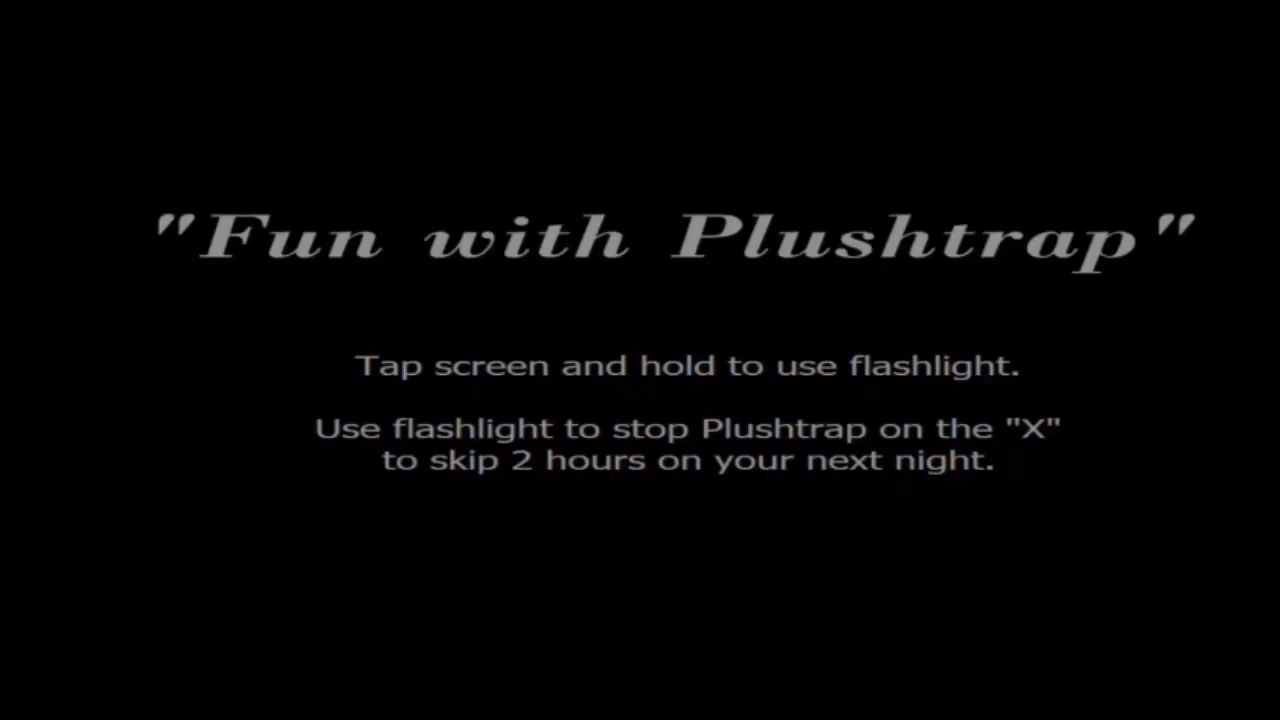 "Fun with Plushtrap"
Tap screen and hold to use flashlight.
Use flashlight to stop Plushtrap on the "X"
to skip 2 hours on your next night.